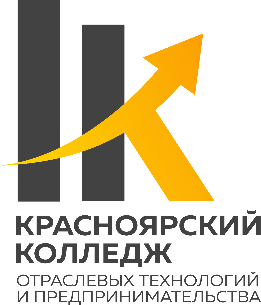 КРАСНОЯРСКИЙ
КОЛЛЕДЖ
ОТРАСЛЕВЫХ ТЕХНОЛОГИЙ
И ПРЕДПРИНИМАТЕЛЬСТВА